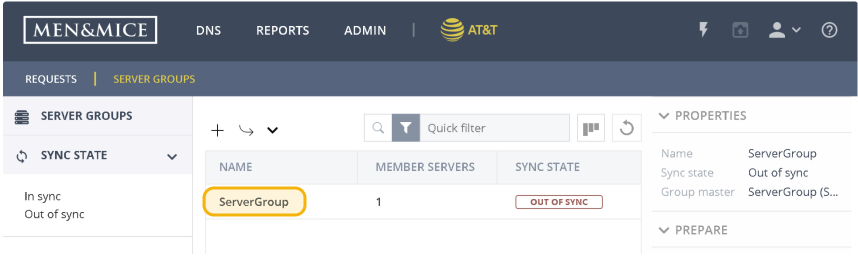 MEN&MICE DNS REPORTS ADMIN AT&T
REQUESTS SERVER GROUPS
SERVER GROUPS
SYNC STATE
In sync
Out of sync
Quick filter
NAME MEMBER SERVERS SYNC STATE
ServerGroup 1 OUT OF SYNC
PROPERTIES
Name ServerGroup
Sync state Out of sync
Group master ServerGroup (S...
PREPARE